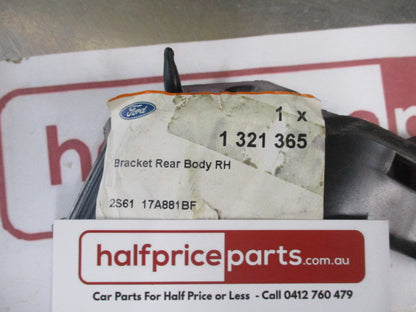 Ford
1 x
1 321 365
Bracket Rear Body RH
2S61 17A881BF
halfpriceparts.com.au
Car Parts For Half Price or Less - Call 0412 760 479